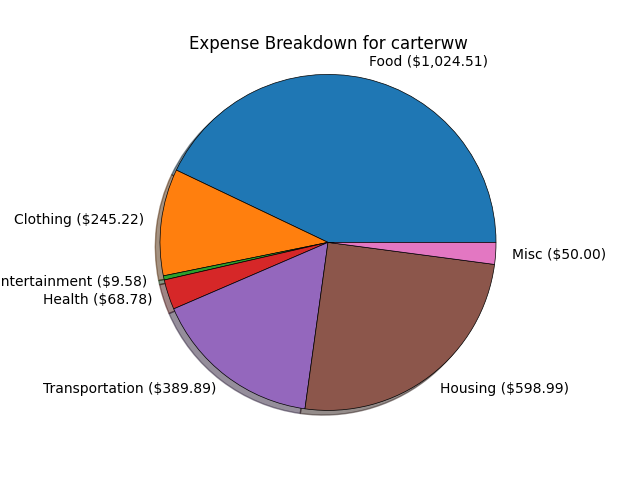 Expense Breakdown for carterww
Food ($1,024.51)
Clothing ($245.22)
ntertainment ($9.58)
Health ($68.78)
Misc ($50.00)
Transportation ($389.89)
Housing ($598.99)